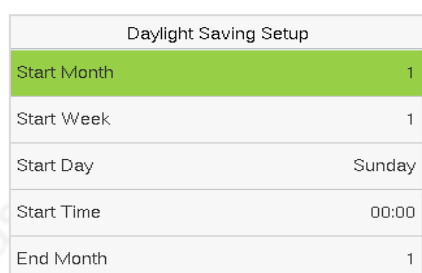 Daylight Saving Setup
Start Month 1
Start Week 1
Start Day Sunday
Start Time 00:00
End Month 1